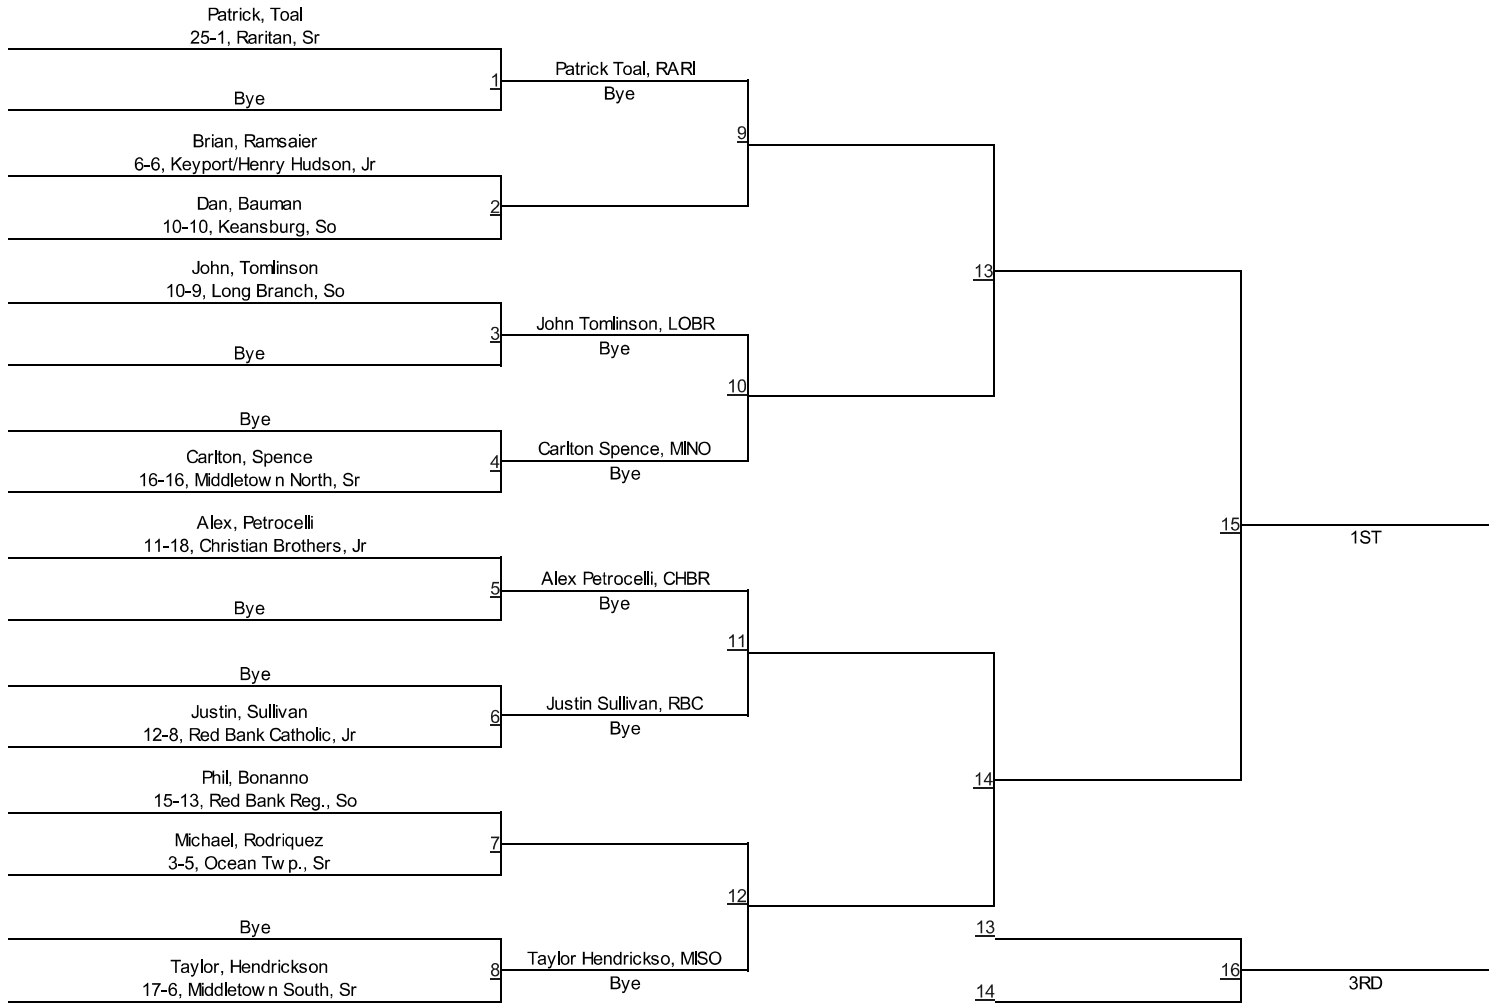 Patrick, Toal
25-1, Raritan, Sr
Bye
1
Patrick Toal, RARI
Bye
Brian, Ramsaier
6-6, Keyport/Henry Hudson, Jr
Dan, Bauman
10-10, Keansburg, So
2
9
John, Tomlinson
10-9, Long Branch, So
Bye
3
John Tomlinson, LOBR
Bye
Bye
Carlton, Spence
16-16, Middletown North, Sr
4
Carlton Spence, MINO
Bye
10
13
Alex, Petrocelli
11-18, Christian Brothers, Jr
Bye
5
Alex Petrocelli, CHBR
Bye
Bye
Justin, Sullivan
12-8, Red Bank Catholic, Jr
6
Justin Sullivan, RBC
Bye
11
Phil, Bonanno
15-13, Red Bank Reg., So
Michael, Rodriquez
3-5, Ocean Twp., Sr
7
Bye
Taylor, Hendrickson
17-6, Middletown South, Sr
8
Taylor Hendrickso, MISO
Bye
12
14
15
1ST
13
14
16
3RD